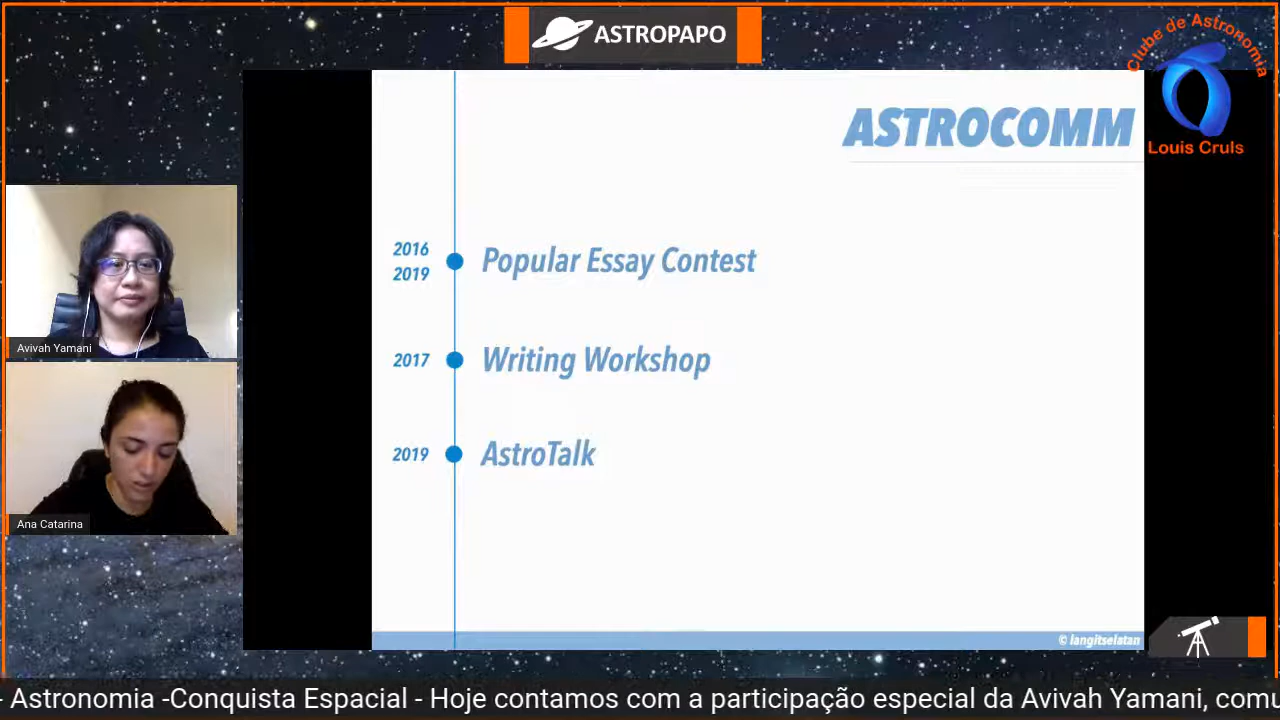 ASTROPAPO
Clube de Astronomia
Louis Cruls
ASTROCOMM
2016
2019
Popular Essay Contest
2017
Writing Workshop
2019
AstroTalk
Avivah Yamani
Ana Catarina
© langitselatan
- Astronomia -Conquista Espacial - Hoje contamos com a participação especial da Avivah Yamani, comu